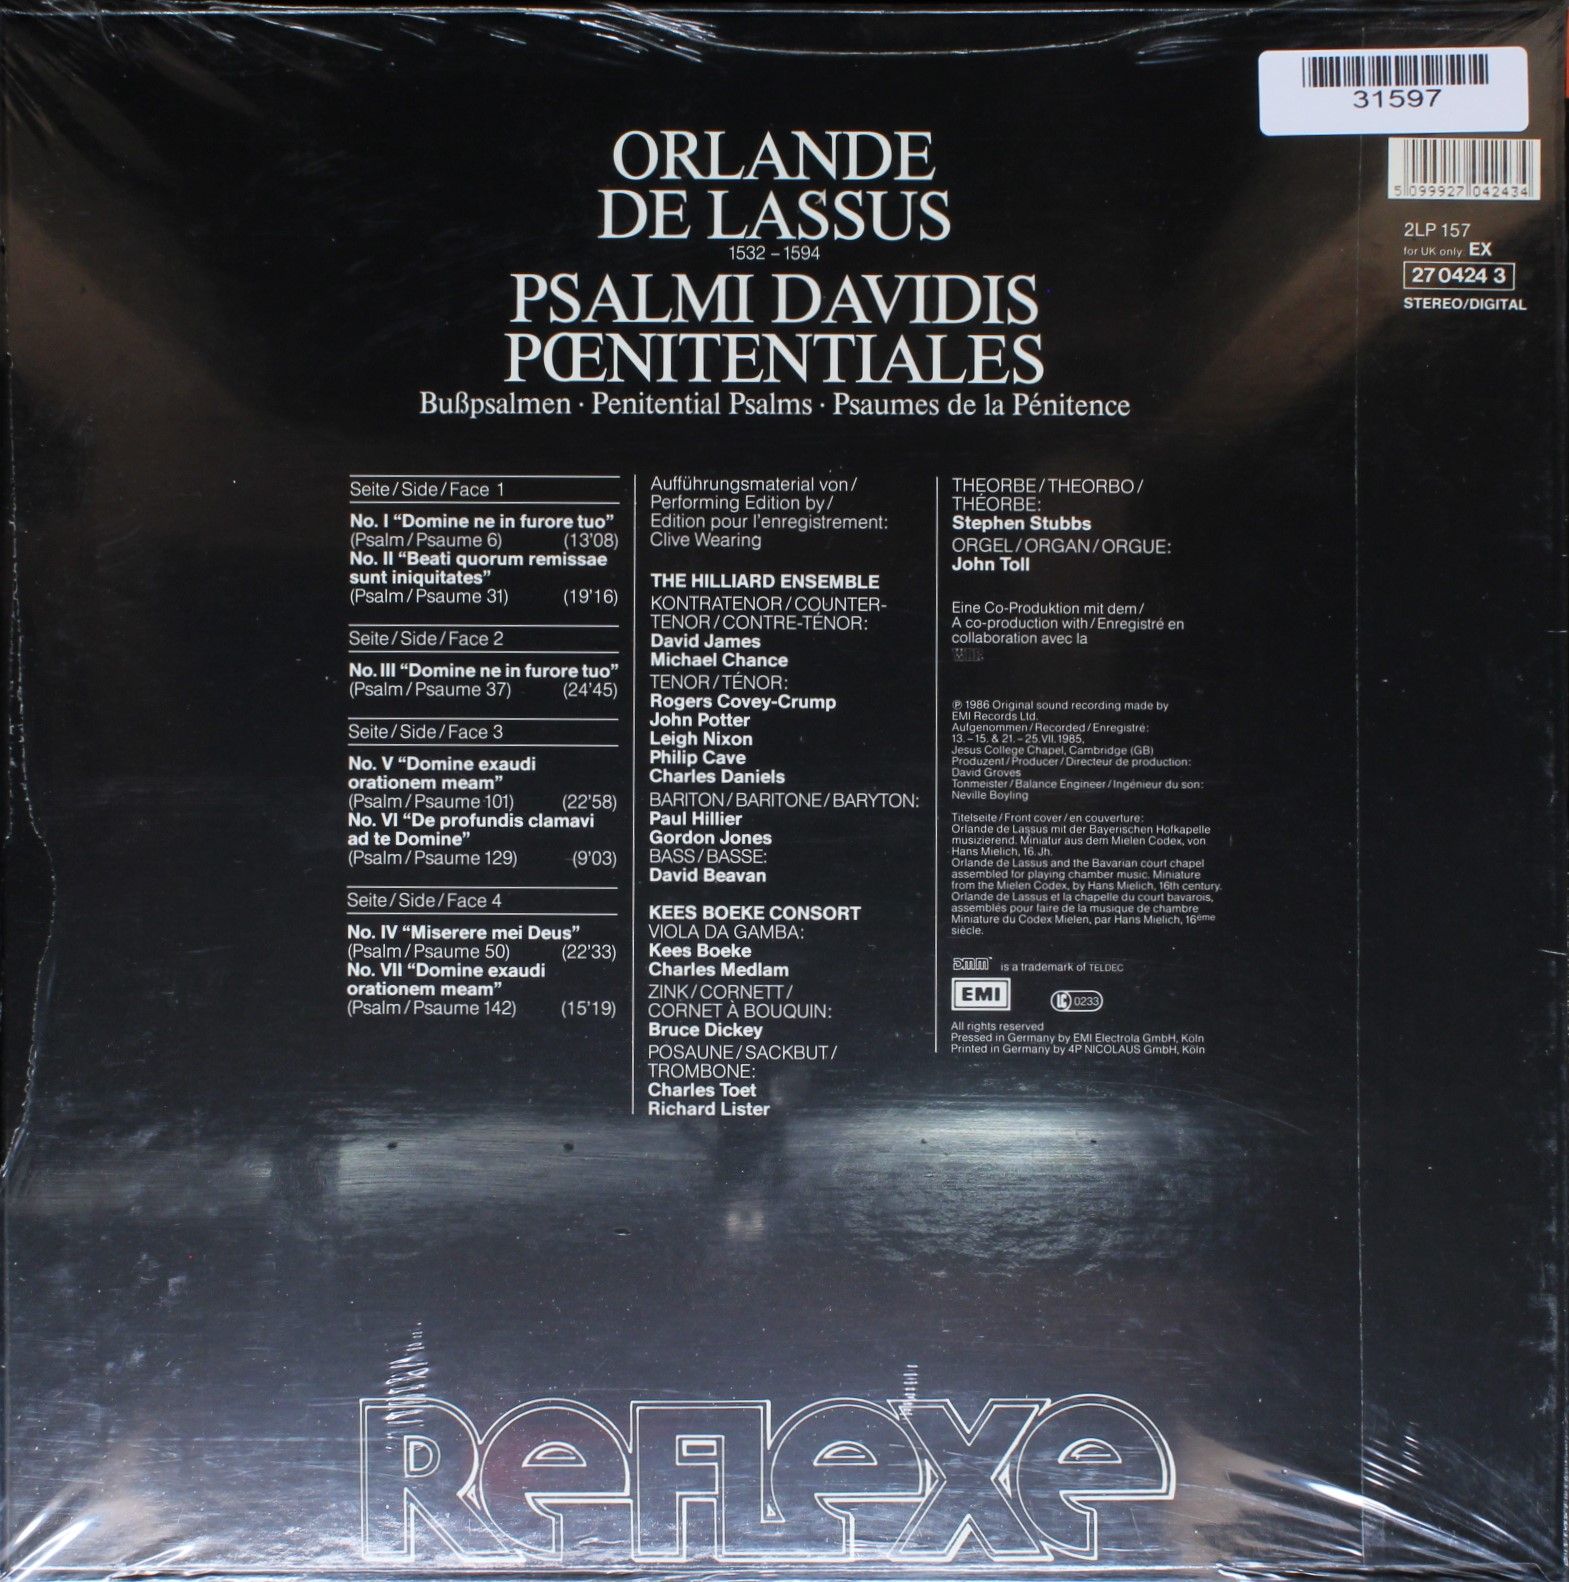 31597
5 099927 042434
2LP 157
for UK only EX
27 0424 3
STEREO/DIGITAL
ORLANDE
DE LASSUS
1532 – 1594
PSALMI DAVIDIS
PŒNITENTIALES
Bußpsalmen · Penitential Psalms · Psaumes de la Pénitence
Seite/Side/Face 1
No. I “Domine ne in furore tuo”
(Psalm/Psaume 6) (13'08)
No. II “Beati quorum remissae
sunt iniquitates”
(Psalm/Psaume 31) (19'16)
Seite/Side/Face 2
No. III “Domine ne in furore tuo”
(Psalm/Psaume 37) (24'45)
Seite/Side/Face 3
No. V “Domine exaudi
orationem meam”
(Psalm/Psaume 101) (22'58)
No. VI “De profundis clamavi
ad te Domine”
(Psalm/Psaume 129) (9'03)
Seite/Side/Face 4
No. IV “Miserere mei Deus”
(Psalm/Psaume 50) (22'33)
No. VII “Domine exaudi
orationem meam”
(Psalm/Psaume 142) (15'19)
Aufführungsmaterial von/
Performing Edition by/
Edition pour l'enregistrement:
Clive Wearing
THE HILLIARD ENSEMBLE
KONTRATENOR/COUNTER-
TENOR/CONTRE-TÉNOR:
David James
Michael Chance
TENOR/TÉNOR:
Rogers Covey-Crump
John Potter
Leigh Nixon
Philip Cave
Charles Daniels
BARITON/BARITONE/BARYTON:
Paul Hillier
Gordon Jones
BASS/BASSE:
David Beavan
KEES BOEKE CONSORT
VIOLA DA GAMBA:
Kees Boeke
Charles Medlam
ZINK/CORNETT/
CORNET À BOUQUIN:
Bruce Dickey
POSAUNE/SACKBUT/
TROMBONE:
Charles Toet
Richard Lister
THEORBE/THEORBO/
THÉORBE:
Stephen Stubbs
ORGEL/ORGAN/ORGUE:
John Toll
Eine Co-Produktion mit dem/
A co-production with/Enregistré en
collaboration avec la
WDR
℗ 1986 Original sound recording made by
EMI Records Ltd.
Aufgenommen/Recorded/Enregistré:
13.–15. & 21.–25. VII. 1985,
Jesus College Chapel, Cambridge (GB)
Produzent/Producer/Directeur de production:
David Groves
Tonmeister/Balance Engineer/Ingénieur du son:
Neville Boyling
Titelseite/Front cover/en couverture:
Orlande de Lassus mit der Bayerischen Hofkapelle
musizierend. Miniatur aus dem Mielen Codex, von
Hans Mielich, 16. Jh.
Orlande de Lassus and the Bavarian court chapel
assembled for playing chamber music. Miniature
from the Mielen Codex, by Hans Mielich, 16th century.
Orlande de Lassus et la chapelle du court bavarois,
assemblés pour faire de la musique de chambre
Miniature du Codex Mielen, par Hans Mielich, 16ème
siècle.
DMM is a trademark of TELDEC
EMI
LC 0233
All rights reserved
Pressed in Germany by EMI Electrola GmbH, Köln
Printed in Germany by 4P NICOLAUS GmbH, Köln
REFLEXE